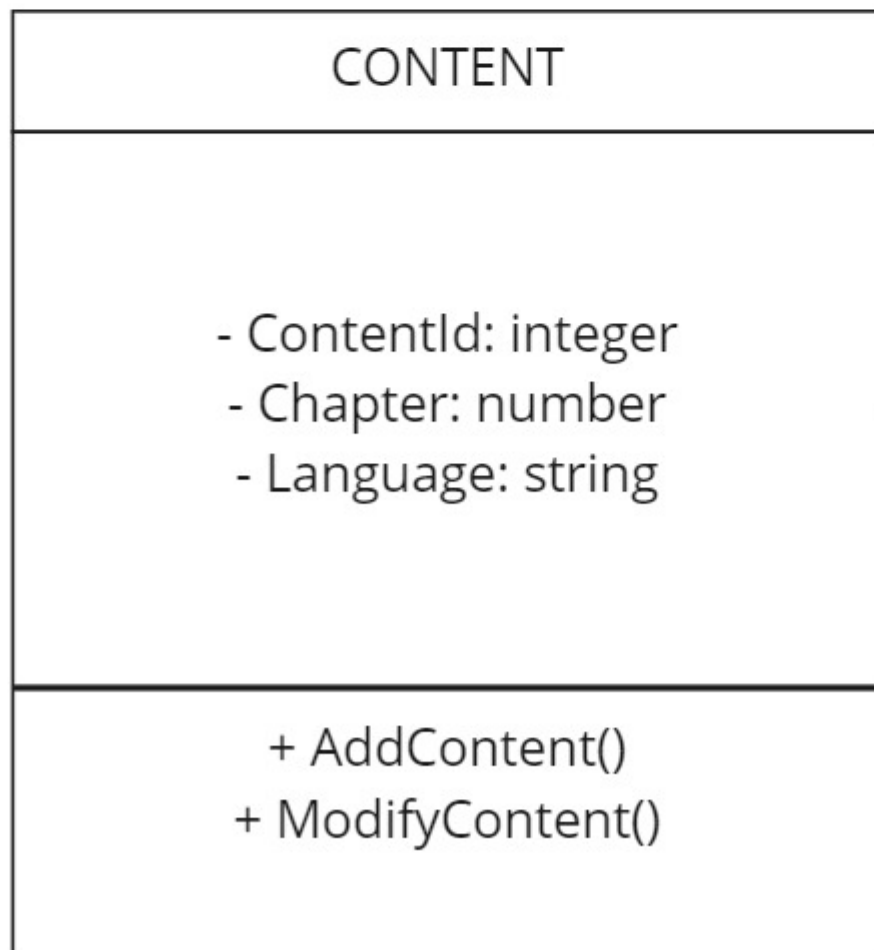 CONTENT
- ContentId: integer
- Chapter: number
- Language: string
+ AddContent()
+ ModifyContent()